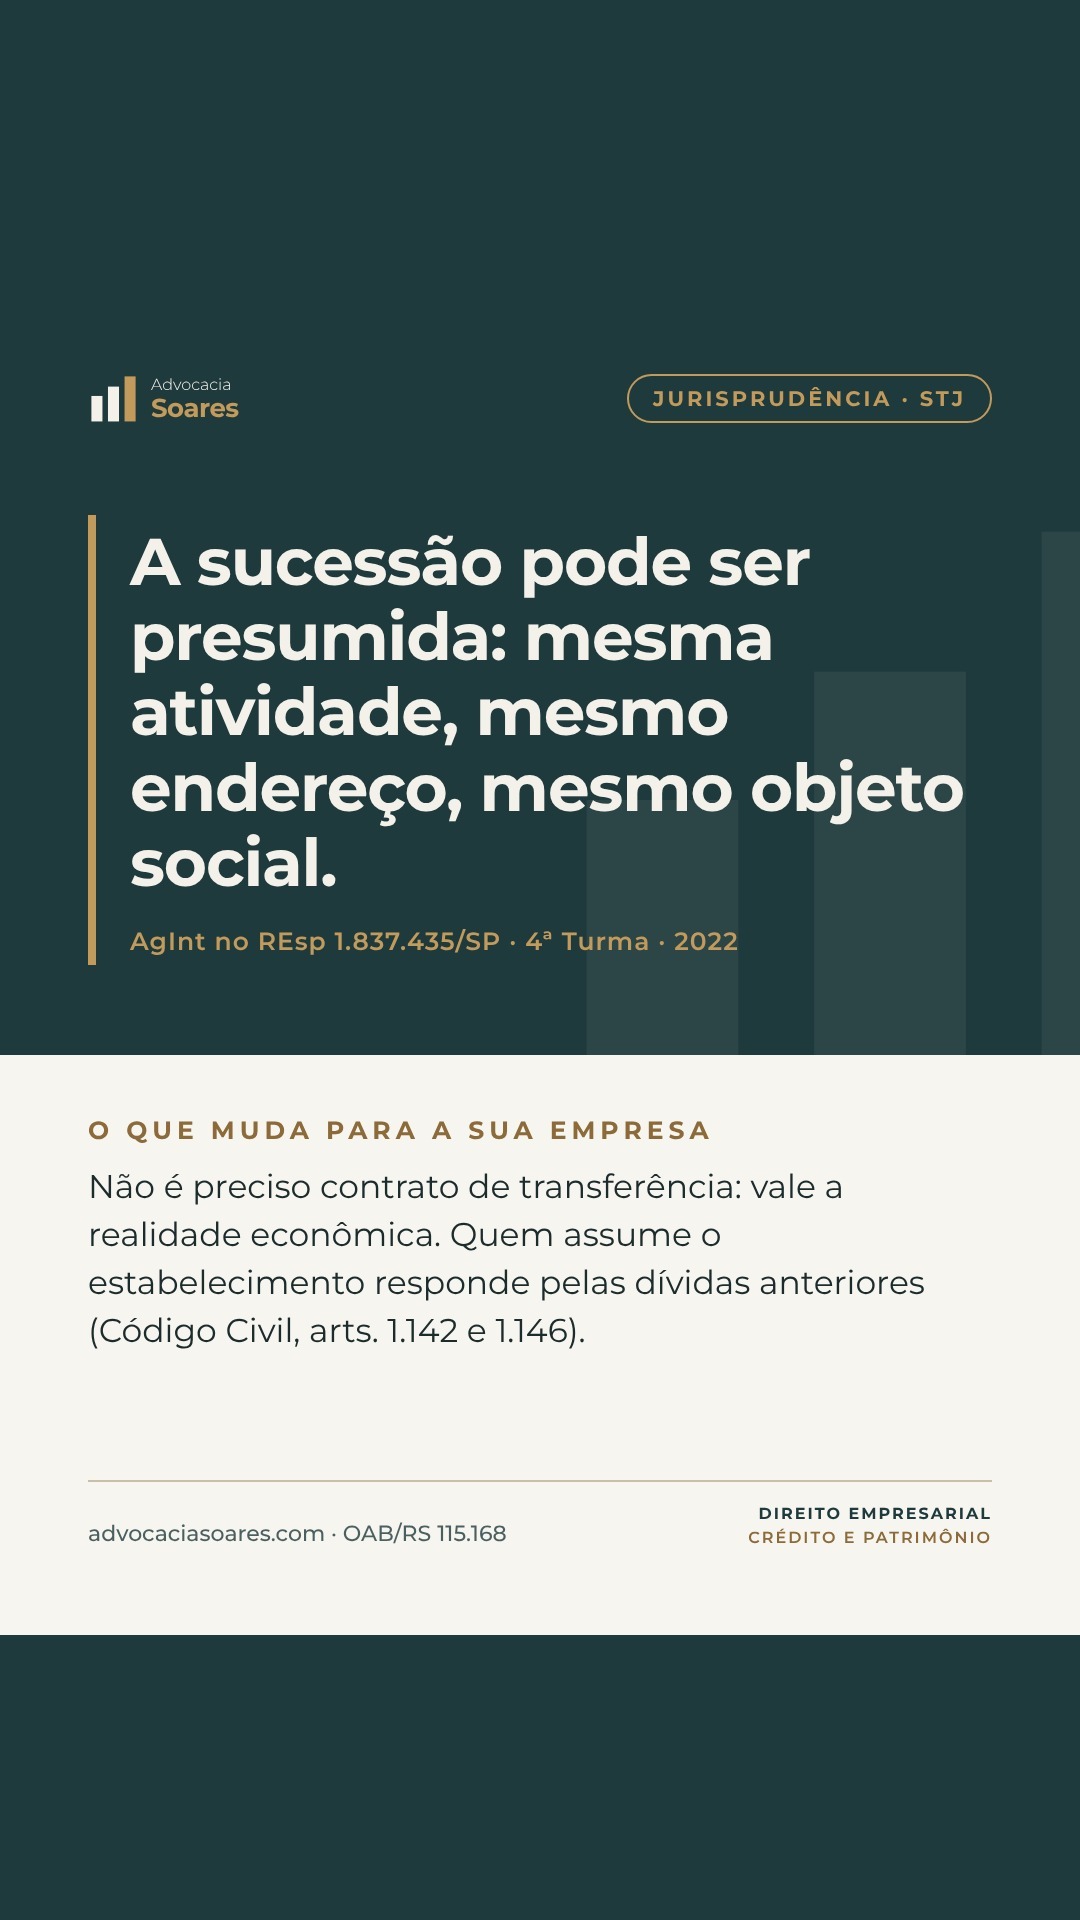 Advocacia
Soares
JURISPRUDÊNCIA · STJ
A sucessão pode ser
presumida: mesma
atividade, mesmo
endereço, mesmo objeto
social.
AgInt no REsp 1.837.435/SP · 4ª Turma · 2022
O QUE MUDA PARA A SUA EMPRESA
Não é preciso contrato de transferência: vale a
realidade econômica. Quem assume o
estabelecimento responde pelas dívidas anteriores
(Código Civil, arts. 1.142 e 1.146).
advocaciasoares.com · OAB/RS 115.168
DIREITO EMPRESARIAL
CRÉDITO E PATRIMÔNIO